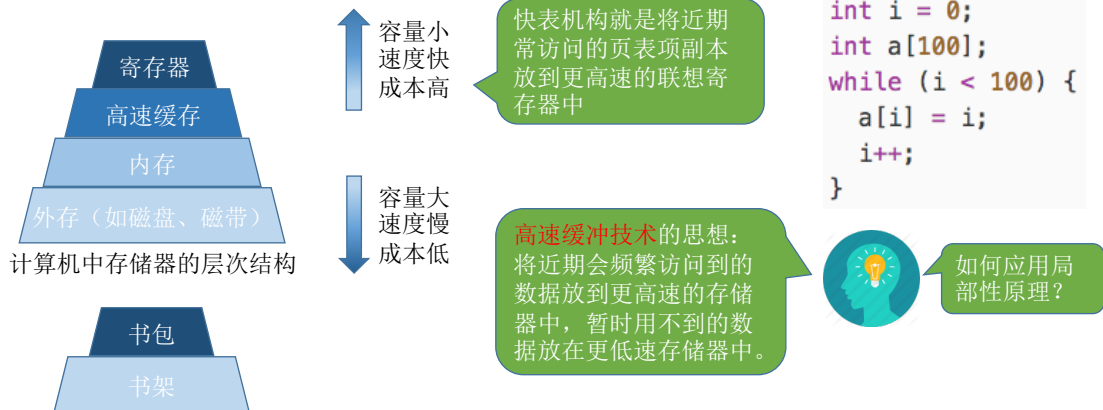 寄存器
高速缓存
内存
外存（如磁盘、磁带）
计算机中存储器的层次结构
书包
书架
容量小
速度快
成本高
容量大
速度慢
成本低
快表机构就是将近期
常访问的页表项副本
放到更高速的联想寄
存器中
高速缓冲技术的思想：
将近期会频繁访问到的
数据放到更高速的存储
器中，暂时用不到的数
据放在更低速存储器中。
int i = 0;
int a[100];
while (i < 100) {
  a[i] = i;
  i++;
}
如何应用局
部性原理？